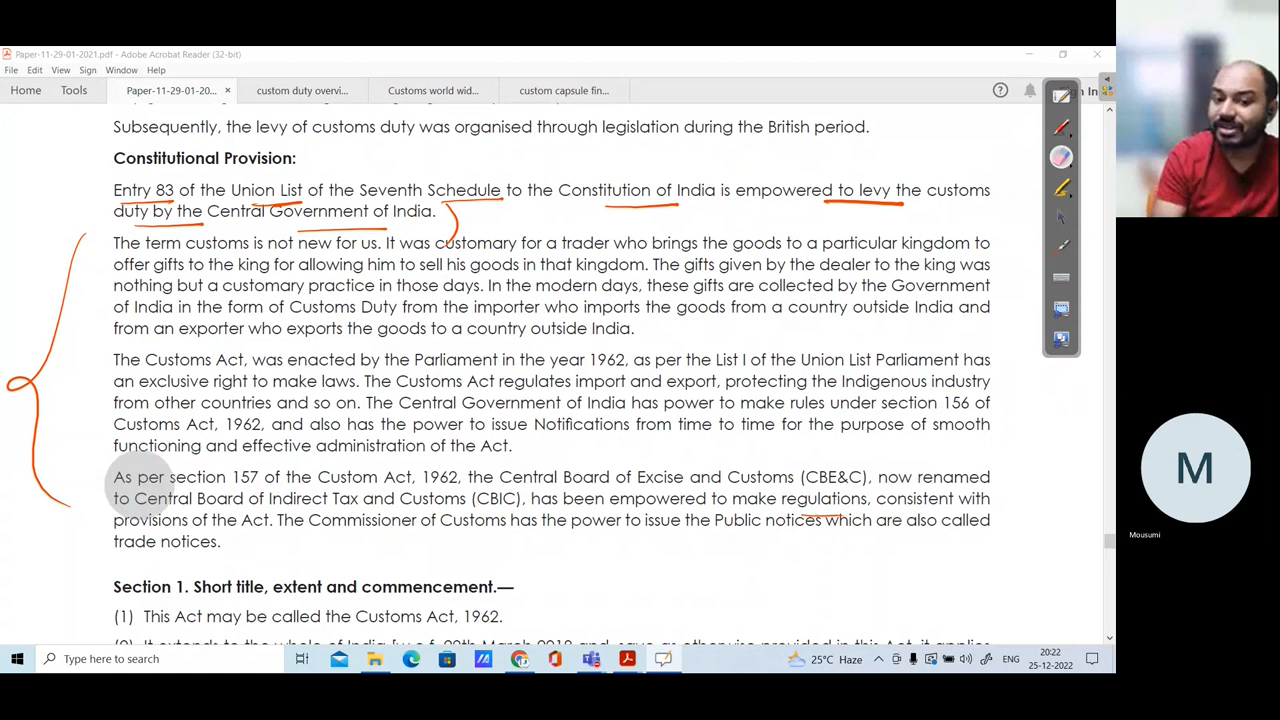 Paper-11-29-01-2021.pdf - Adobe Acrobat Reader (32-bit)
File Edit View Sign Window Help
Home Tools Paper-11-29-01-20... × custom duty overvi... Customs world wid... custom capsule fin... In
Subsequently, the levy of customs duty was organised through legislation during the British period.
Constitutional Provision:
Entry 83 of the Union List of the Seventh Schedule to the Constitution of India is empowered to levy the customs
duty by the Central Government of India.
The term customs is not new for us. It was customary for a trader who brings the goods to a particular kingdom to
offer gifts to the king for allowing him to sell his goods in that kingdom. The gifts given by the dealer to the king was
nothing but a customary practice in those days. In the modern days, these gifts are collected by the Government
of India in the form of Customs Duty from the importer who imports the goods from a country outside India and
from an exporter who exports the goods to a country outside India.
The Customs Act, was enacted by the Parliament in the year 1962, as per the List I of the Union List Parliament has
an exclusive right to make laws. The Customs Act regulates import and export, protecting the Indigenous industry
from other countries and so on. The Central Government of India has power to make rules under section 156 of
Customs Act, 1962, and also has the power to issue Notifications from time to time for the purpose of smooth
functioning and effective administration of the Act.
As per section 157 of the Custom Act, 1962, the Central Board of Excise and Customs (CBE&C), now renamed
to Central Board of Indirect Tax and Customs (CBIC), has been empowered to make regulations, consistent with
provisions of the Act. The Commissioner of Customs has the power to issue the Public notices which are also called
trade notices.
Section 1. Short title, extent and commencement.—
(1) This Act may be called the Customs Act, 1962.
M
Mousumi
Type here to search
25°C Haze
ENG
20:22
25-12-2022